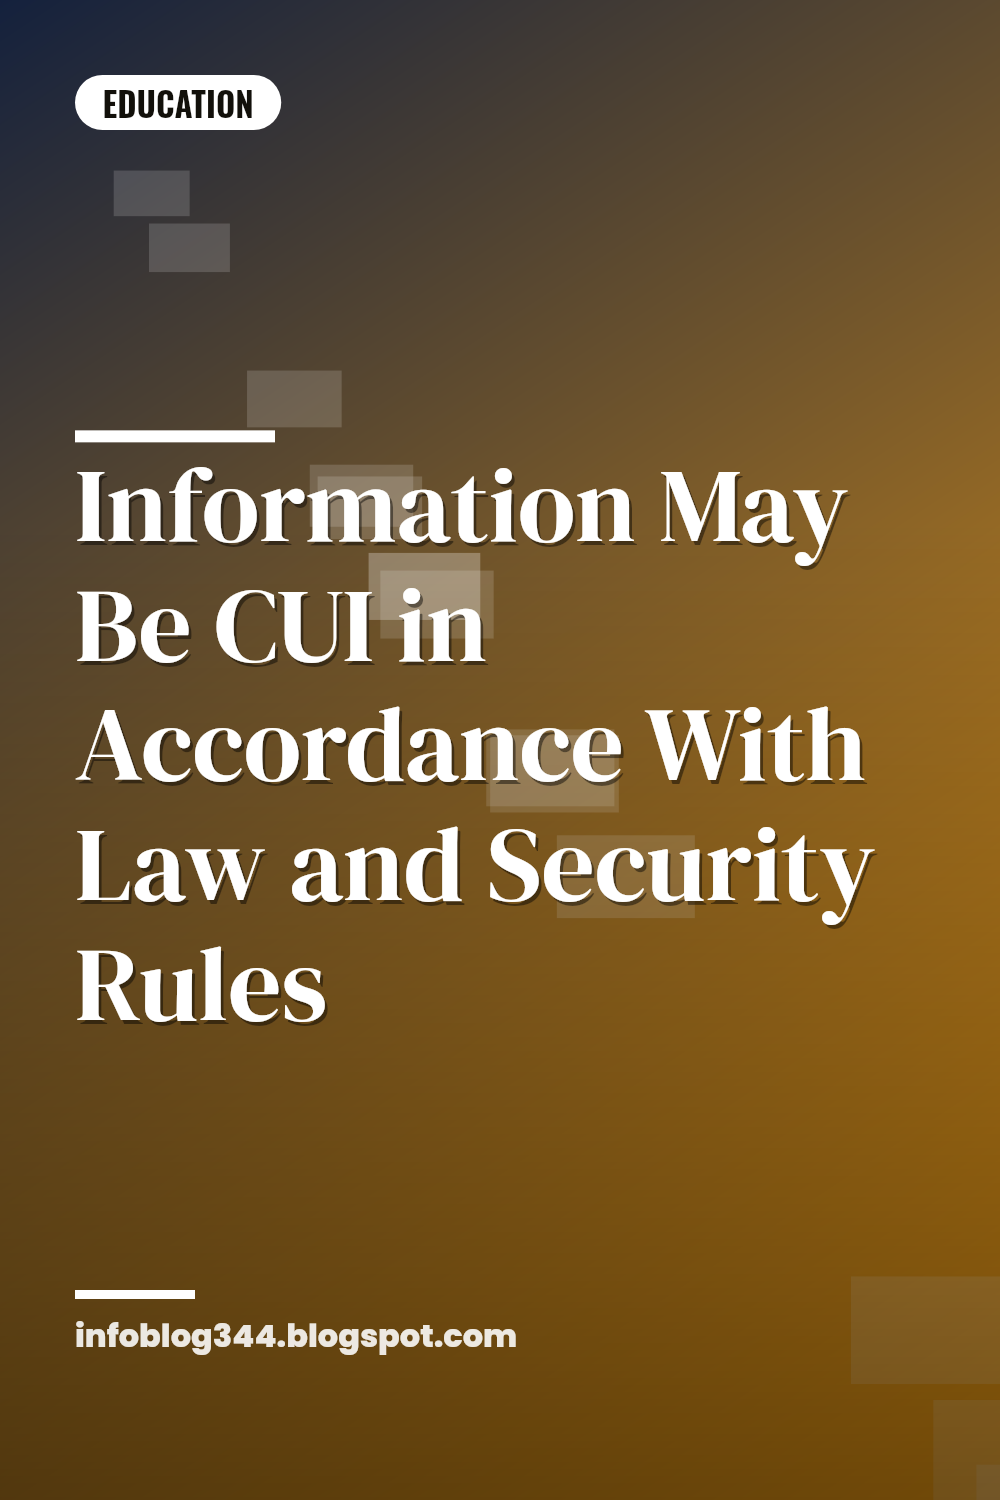 EDUCATION
Information May
Be CUI in
Accordance With
Law and Security
Rules
infoblog344.blogspot.com